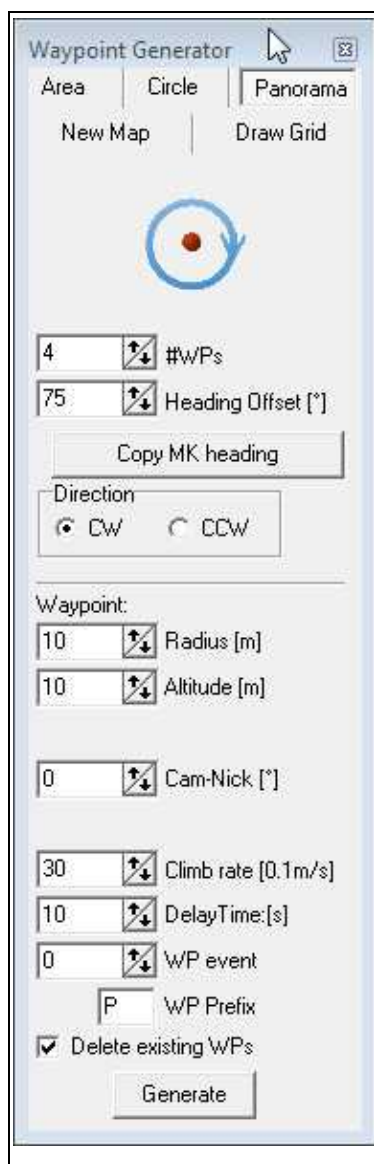 Waypoint Generator
Area Circle Panorama
New Map Draw Grid
4 #WPs
75 Heading Offset [°]
Copy MK heading
Direction
CW CCW
Waypoint:
10 Radius [m]
10 Altitude [m]
0 Cam-Nick [°]
30 Climb rate [0.1m/s]
10 DelayTime:[s]
0 WP event
P WP Prefix
Delete existing WPs
Generate